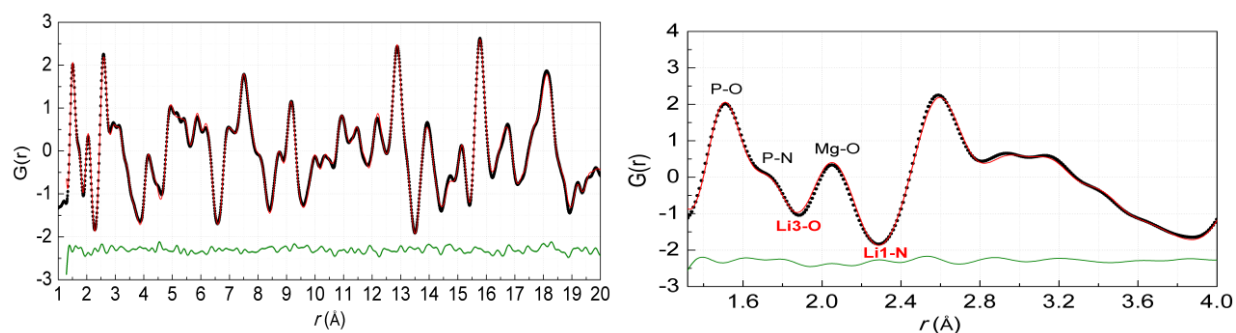 3
2
1
0
-1
-2
-3
G(r)
1 2 3 4 5 6 7 8 9 10 11 12 13 14 15 16 17 18 19 20
r (Å)
4
3
2
1
0
-1
-2
-3
G(r)
P-O
P-N
Mg-O
Li3-O
Li1-N
1.6 2.0 2.4 2.8 3.2 3.6 4.0
r (Å)